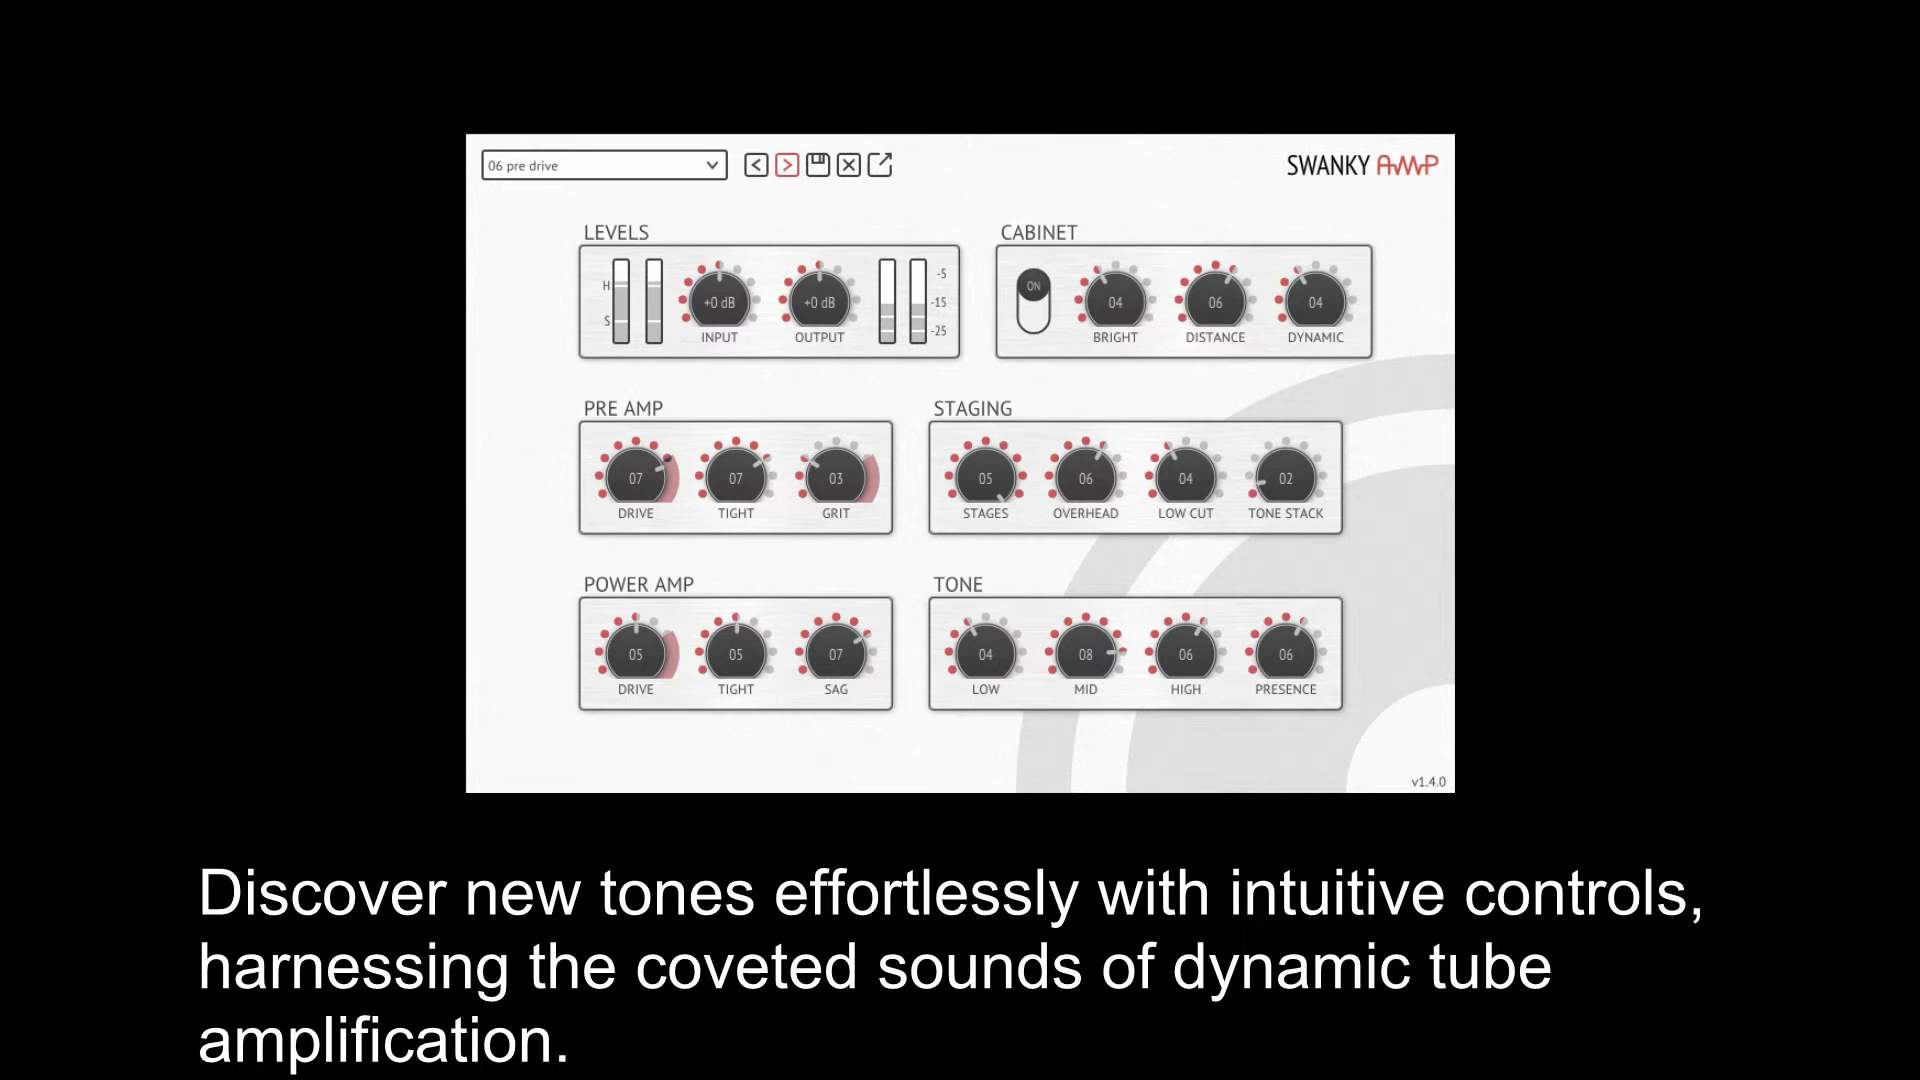 06 pre drive
SWANKY AMP
LEVELS
CABINET
H
S
+0 dB
+0 dB
-5
-15
-25
INPUT
OUTPUT
ON
04
06
04
BRIGHT
DISTANCE
DYNAMIC
PRE AMP
STAGING
07
07
03
DRIVE
TIGHT
GRIT
05
06
04
02
STAGES
OVERHEAD
LOW CUT
TONE STACK
POWER AMP
TONE
05
05
07
DRIVE
TIGHT
SAG
04
08
06
06
LOW
MID
HIGH
PRESENCE
v1.4.0
Discover new tones effortlessly with intuitive controls,
harnessing the coveted sounds of dynamic tube
amplification.